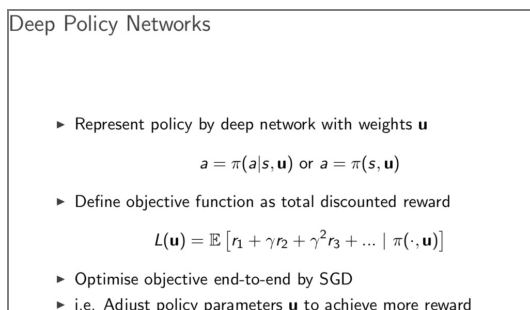 Deep Policy Networks
► Represent policy by deep network with weights u
a = π(a|s, u) or a = π(s, u)
► Define objective function as total discounted reward
L(u) = 𝔼 [r₁ + γr₂ + γ²r₃ + ... | π(·, u)]
► Optimise objective end-to-end by SGD
► i.e. Adjust policy parameters u to achieve more reward